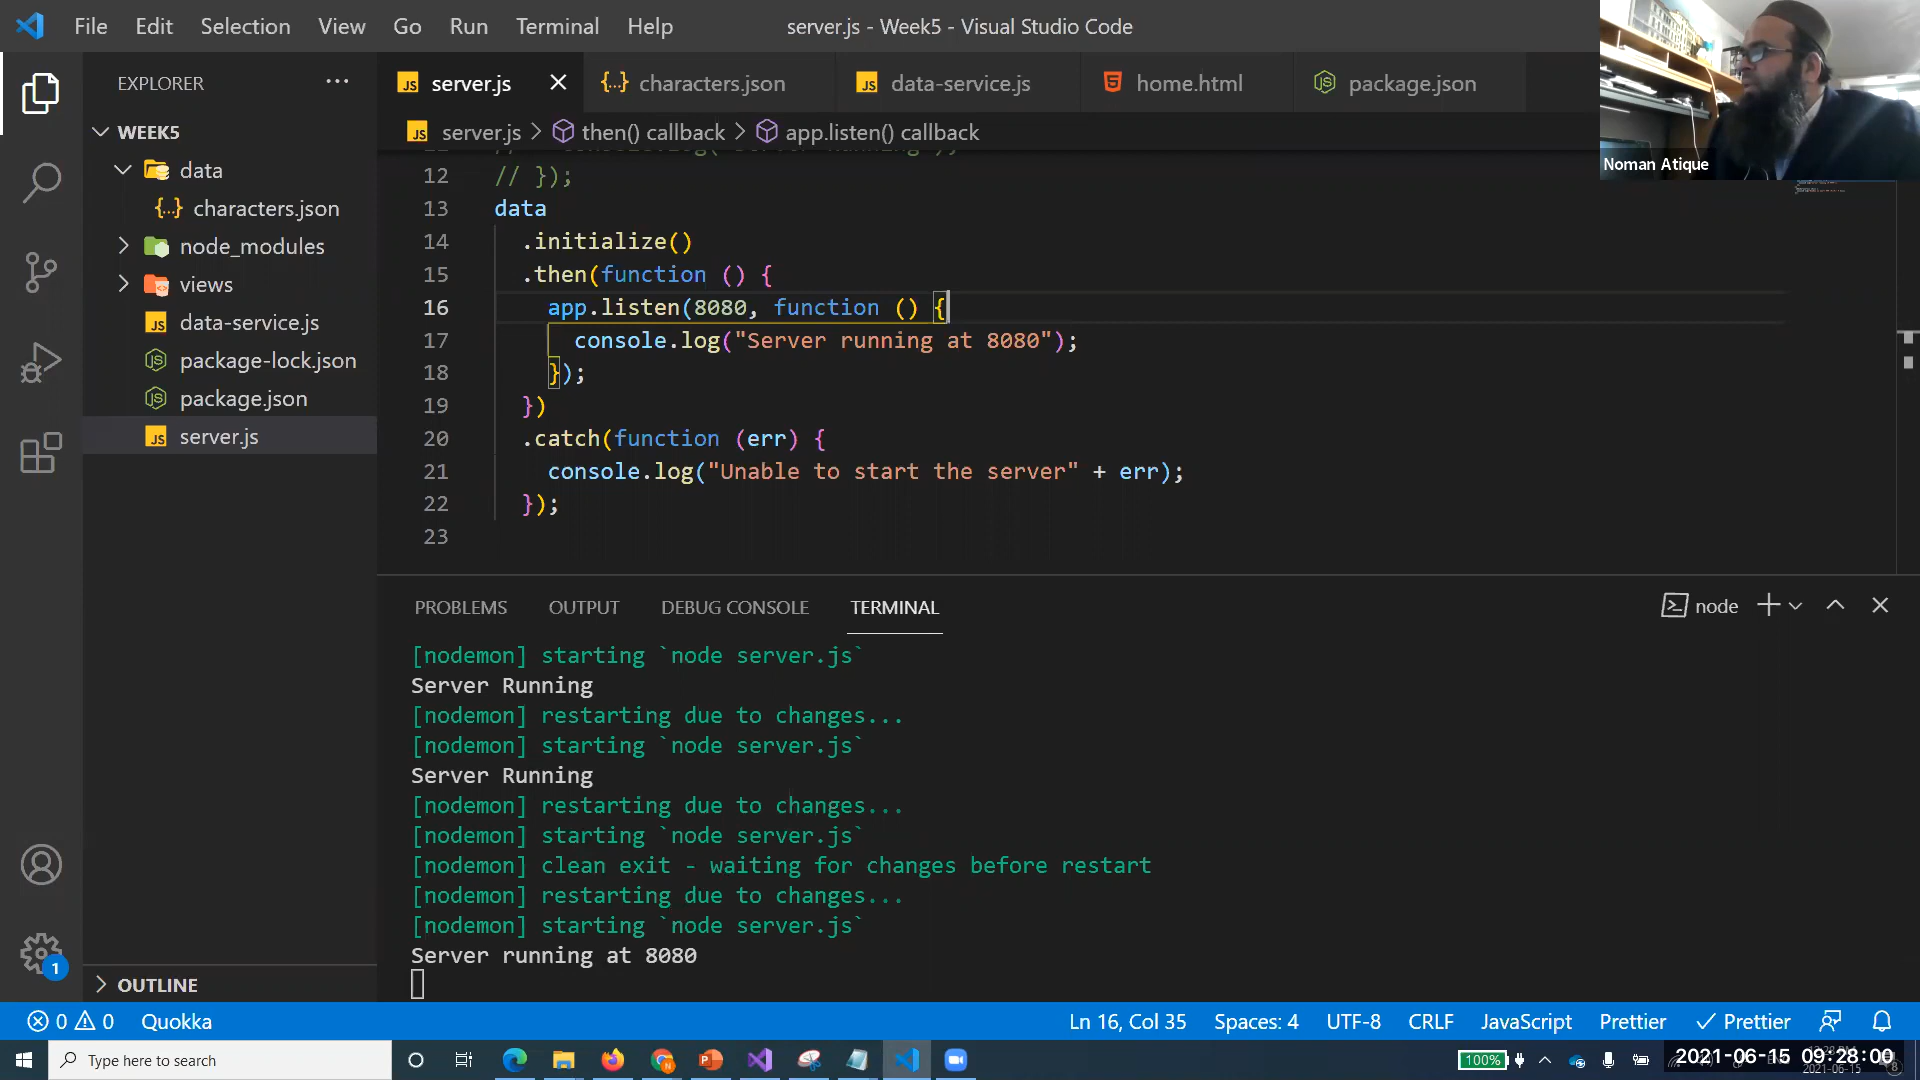 File Edit Selection View Go Run Terminal Help
server.js - Week5 - Visual Studio Code
EXPLORER
WEEK5
data
characters.json
node_modules
views
data-service.js
package-lock.json
package.json
server.js
OUTLINE
server.js characters.json data-service.js home.html package.json
server.js > then() callback > app.listen() callback
12 // });
13 data
14 .initialize()
15 .then(function () {
16 app.listen(8080, function () {
17 console.log("Server running at 8080");
18 });
19 })
20 .catch(function (err) {
21 console.log("Unable to start the server" + err);
22 });
23
Noman Atique
PROBLEMS OUTPUT DEBUG CONSOLE TERMINAL
node
[nodemon] starting `node server.js`
Server Running
[nodemon] restarting due to changes...
[nodemon] starting `node server.js`
Server Running
[nodemon] restarting due to changes...
[nodemon] starting `node server.js`
[nodemon] clean exit - waiting for changes before restart
[nodemon] restarting due to changes...
[nodemon] starting `node server.js`
Server running at 8080
1
0 0 Quokka
Ln 16, Col 35 Spaces: 4 UTF-8 CRLF JavaScript Prettier Prettier
Type here to search
100%
2021-06-15 09:28:00
2021-06-15